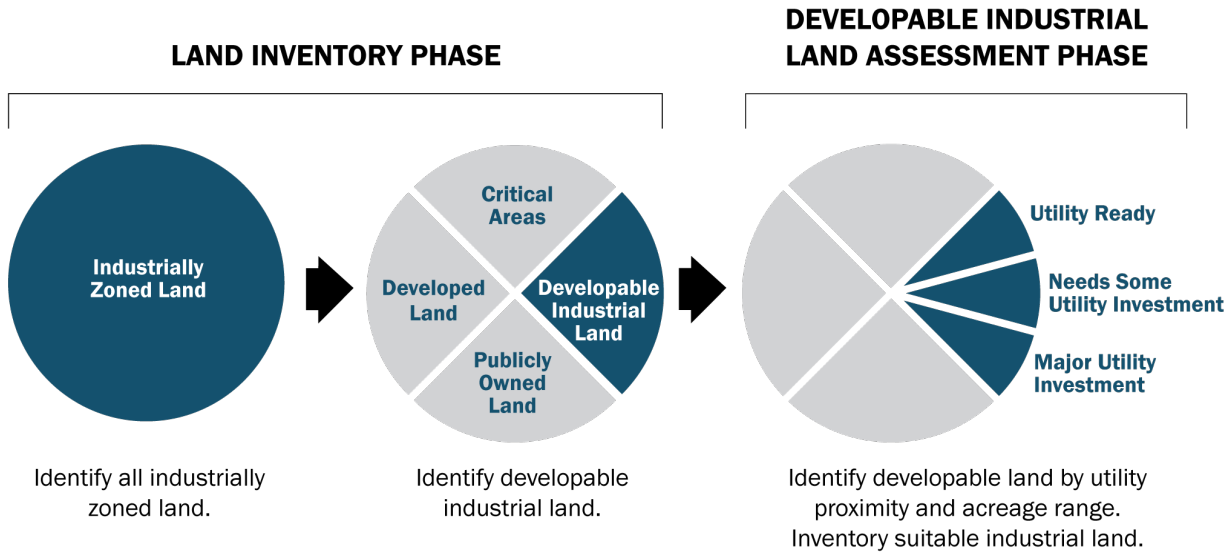 LAND INVENTORY PHASE
DEVELOPABLE INDUSTRIAL
LAND ASSESSMENT PHASE
Industrially
Zoned Land
Critical
Areas
Developed
Land
Developable
Industrial
Land
Publicly
Owned
Land
Utility Ready
Needs Some
Utility Investment
Major Utility
Investment
Identify all industrially
zoned land.
Identify developable
industrial land.
Identify developable land by utility
proximity and acreage range.
Inventory suitable industrial land.